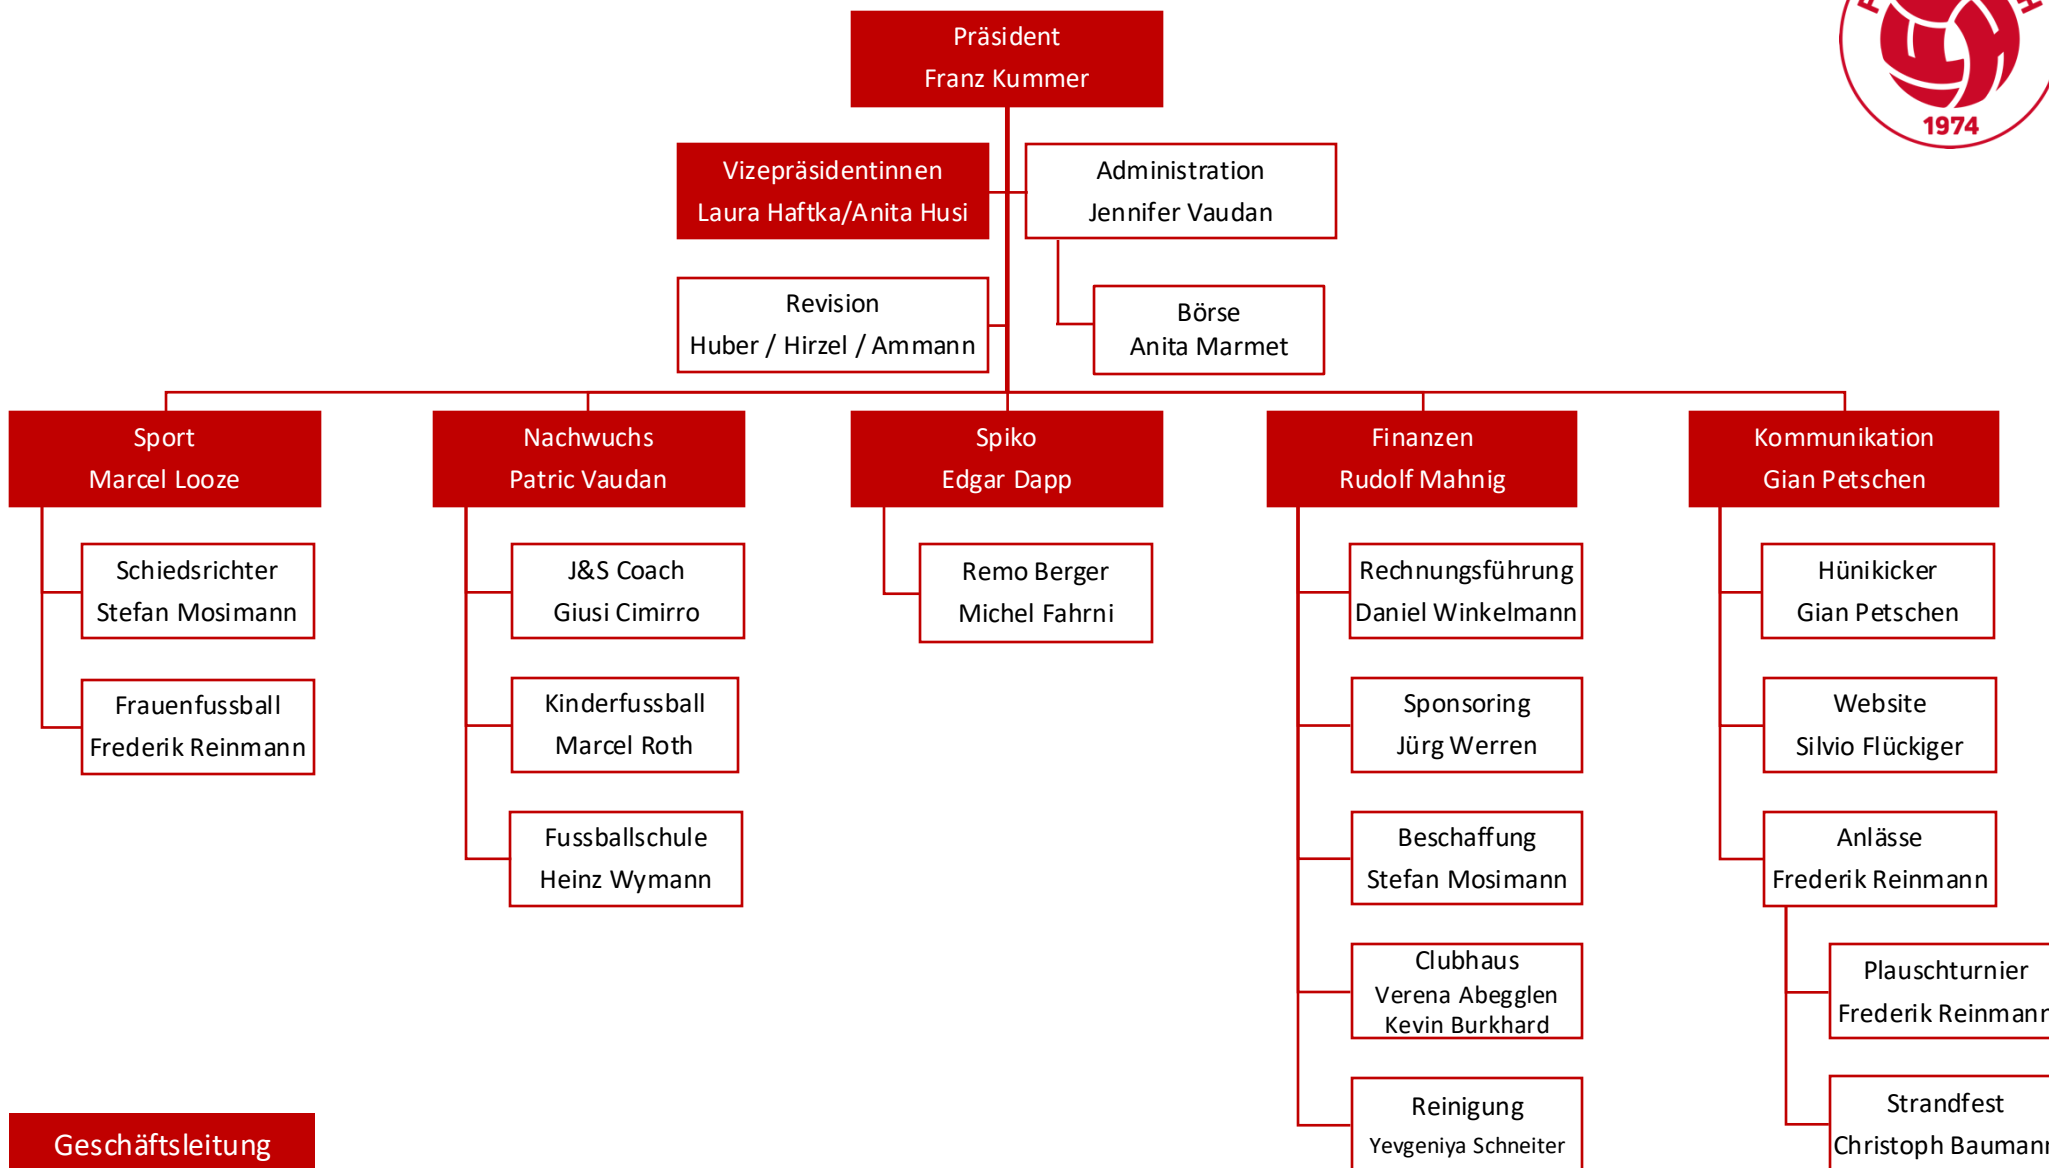 Präsident
Franz Kummer
1974
Vizepräsidentinnen
Laura Haftka/Anita Husi
Administration
Jennifer Vaudan
Revision
Huber / Hirzel / Ammann
Börse
Anita Marmet
Sport
Marcel Looze
Nachwuchs
Patric Vaudan
Spiko
Edgar Dapp
Finanzen
Rudolf Mahnig
Kommunikation
Gian Petschen
Schiedsrichter
Stefan Mosimann
J&S Coach
Giusi Cimirro
Remo Berger
Michel Fahrni
Rechnungsführung
Daniel Winkelmann
Hünikicker
Gian Petschen
Frauenfussball
Frederik Reinmann
Kinderfussball
Marcel Roth
Sponsoring
Jürg Werren
Website
Silvio Flückiger
Fussballschule
Heinz Wymann
Beschaffung
Stefan Mosimann
Anlässe
Frederik Reinmann
Clubhaus
Verena Abegglen
Kevin Burkhard
Plauschturnier
Frederik Reinmann
Reinigung
Yevgeniya Schneiter
Strandfest
Christoph Baumann
Geschäftsleitung